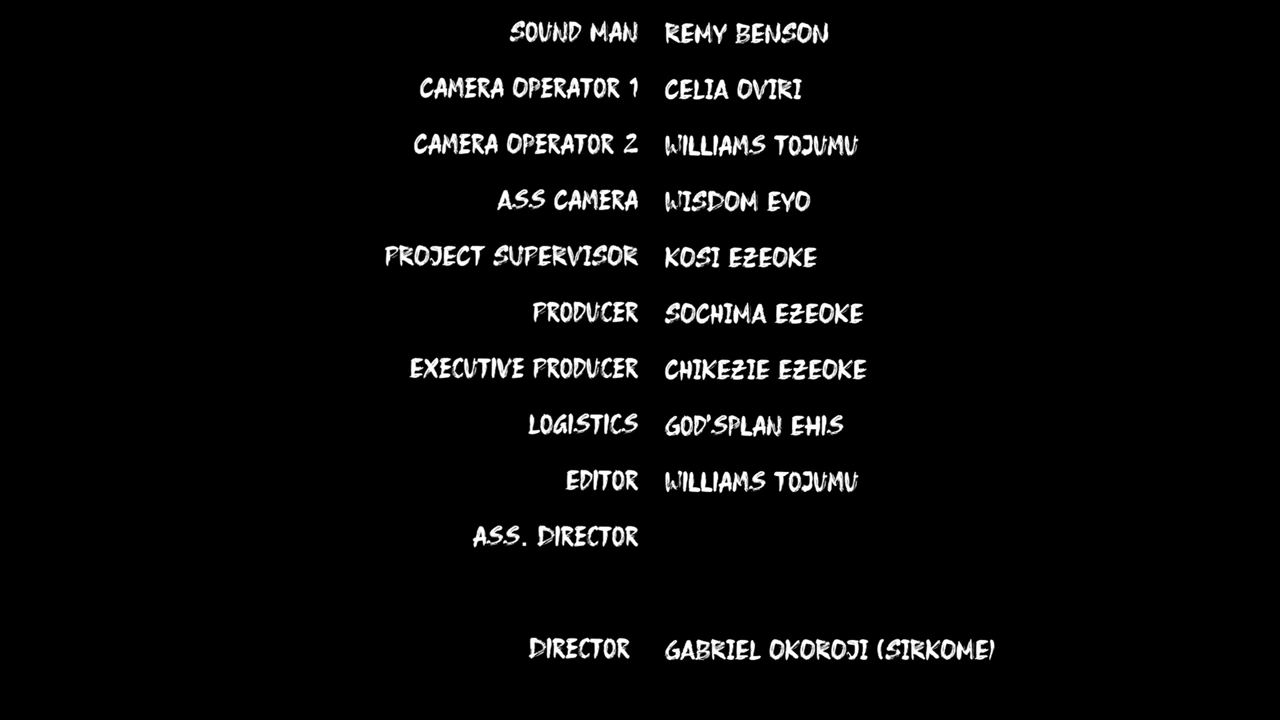 SOUND MAN REMY BENSON
CAMERA OPERATOR 1 CELIA OVIRI
CAMERA OPERATOR 2 WILLIAMS TOJUMU
ASS CAMERA WISDOM EYO
PROJECT SUPERVISOR KOSI EZEOKE
PRODUCER SOCHIMA EZEOKE
EXECUTIVE PRODUCER CHIKEZIE EZEOKE
LOGISTICS GOD'SPLAN EHIS
EDITOR WILLIAMS TOJUMU
ASS. DIRECTOR
DIRECTOR GABRIEL OKOROJI (SIRKOME)